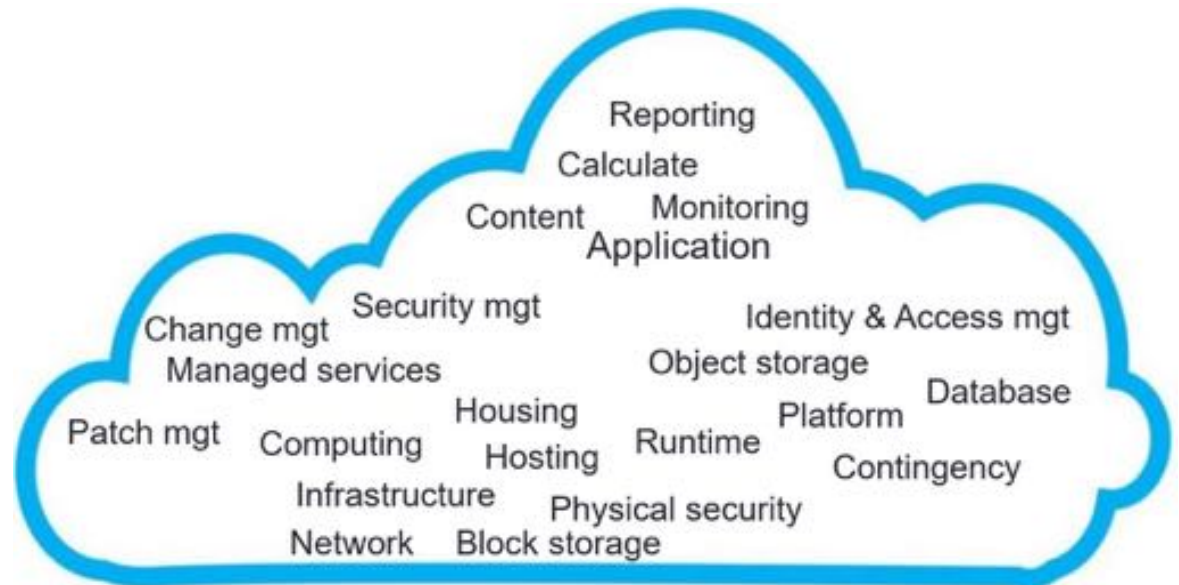 Reporting
Calculate
Content
Monitoring
Application
Security mgt
Identity & Access mgt
Change mgt
Object storage
Managed services
Database
Housing
Platform
Patch mgt
Computing
Runtime
Hosting
Contingency
Infrastructure
Physical security
Network
Block storage